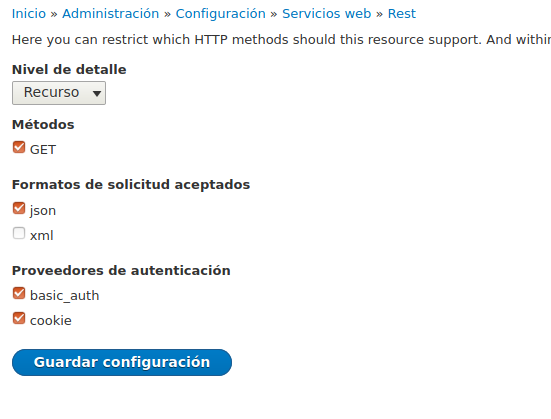 Inicio » Administración » Configuración » Servicios web » Rest
Here you can restrict which HTTP methods should this resource support. And within
Nivel de detalle
Recurso
Métodos
GET
Formatos de solicitud aceptados
json
xml
Proveedores de autenticación
basic_auth
cookie
Guardar configuración